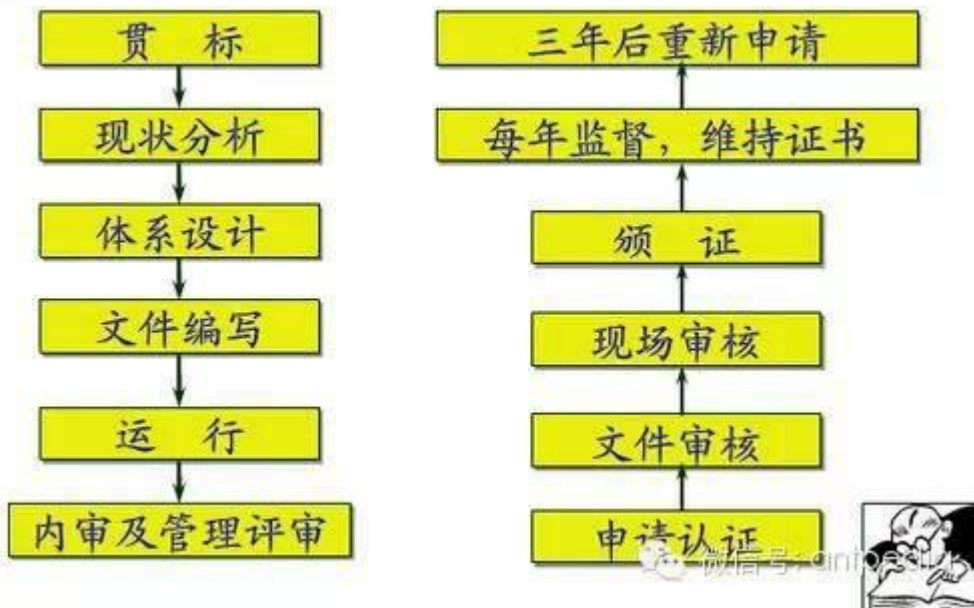 贯 标
现状分析
体系设计
文件编写
运 行
内审及管理评审
三年后重新申请
每年监督，维持证书
颁 证
现场审核
文件审核
申请认证
微信号: antpedia